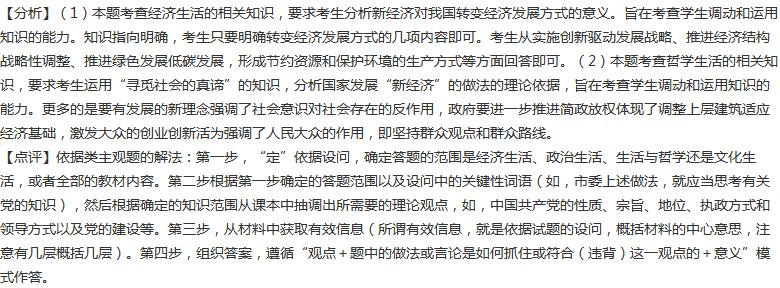 【分析】（1）本题考查经济生活的相关知识，要求考生分析新经济对我国转变经济发展方式的意义。旨在考查学生调动和运用
知识的能力。知识指向明确，考生只要明确转变经济发展方式的几项内容即可。考生从实施创新驱动发展战略、推进经济结构
战略性调整、推进绿色发展低碳发展，形成节约资源和保护环境的生产方式等方面回答即可。（2）本题考查哲学生活的相关知
识，要求考生运用“寻觅社会的真谛”的知识，分析国家发展“新经济”的做法的理论依据，旨在考查学生调动和运用知识的
能力。更多的是要有发展的新理念强调了社会意识对社会存在的反作用，政府要进一步推进简政放权体现了调整上层建筑适应
经济基础，激发大众的创业创新活为强调了人民大众的作用，即坚持群众观点和群众路线。
【点评】依据类主观题的解法：第一步，“定”依据设问，确定答题的范围是经济生活、政治生活、生活与哲学还是文化生
活，或者全部的教材内容。第二步根据第一步确定的答题范围以及设问中的关键性词语（如，市委上述做法，就应当思考有关
党的知识），然后根据确定的知识范围从课本中抽调出所需要的理论观点，如，中国共产党的性质、宗旨、地位、执政方式和
领导方式以及党的建设等。第三步，从材料中获取有效信息（所谓有效信息，就是依据试题的设问，概括材料的中心意思，注
意有几层概括几层）。第四步，组织答案，遵循“观点＋题中的做法或言论是如何抓住或符合（违背）这一观点的＋意义”模
式作答。